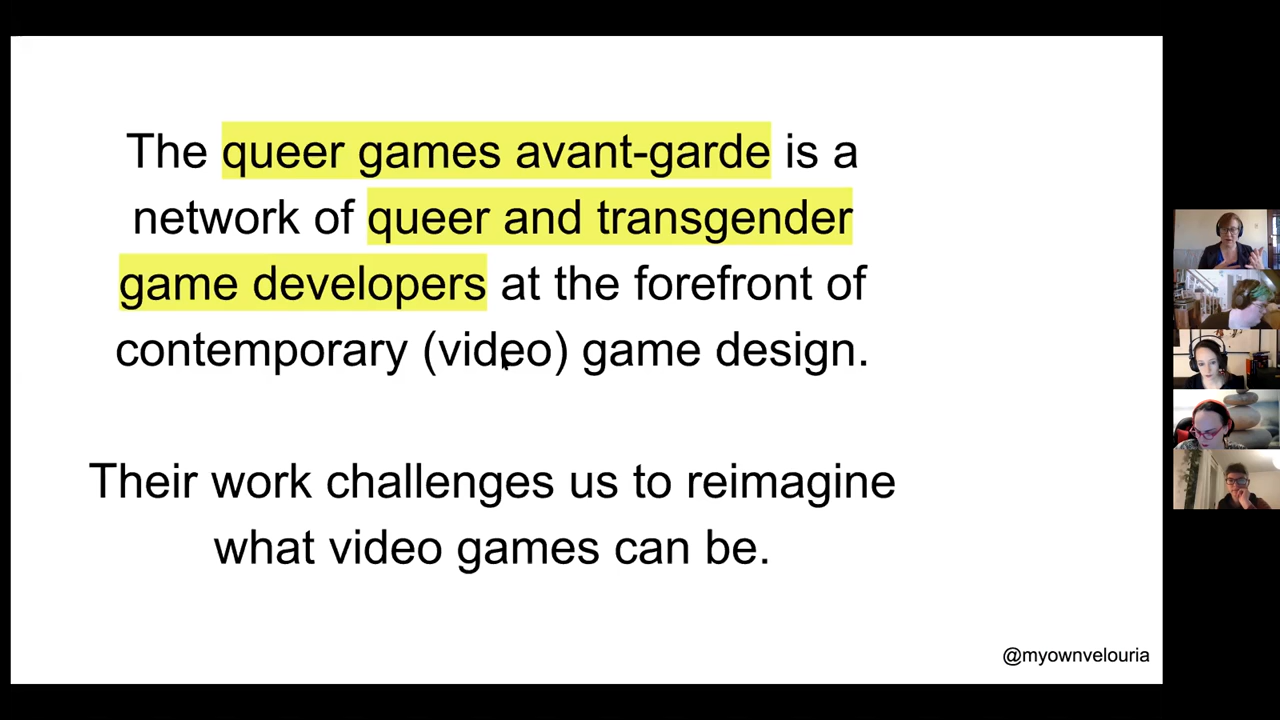 The queer games avant-garde is a
network of queer and transgender
game developers at the forefront of
contemporary (video) game design.
Their work challenges us to reimagine
what video games can be.
@myownvelouria